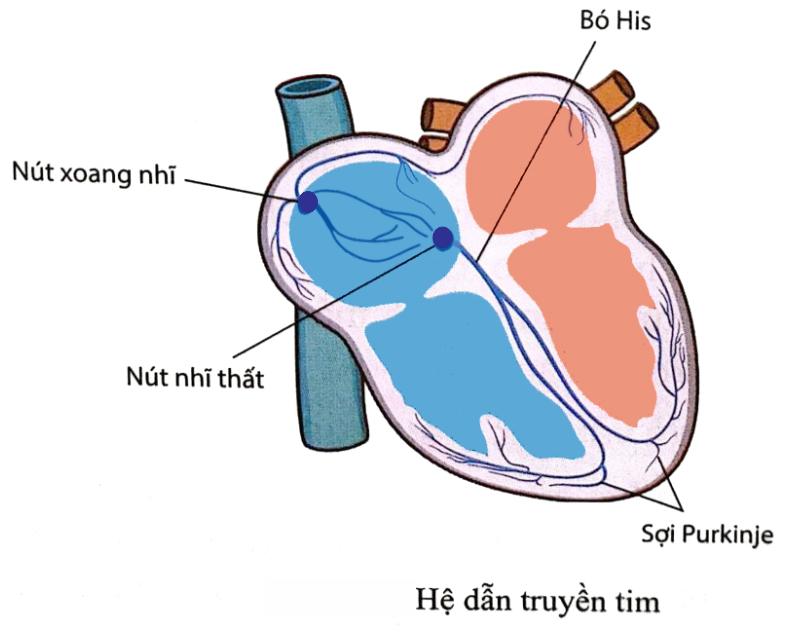 Bó His
Nút xoang nhĩ
Nút nhĩ thất
Sợi Purkinje
Hệ dẫn truyền tim